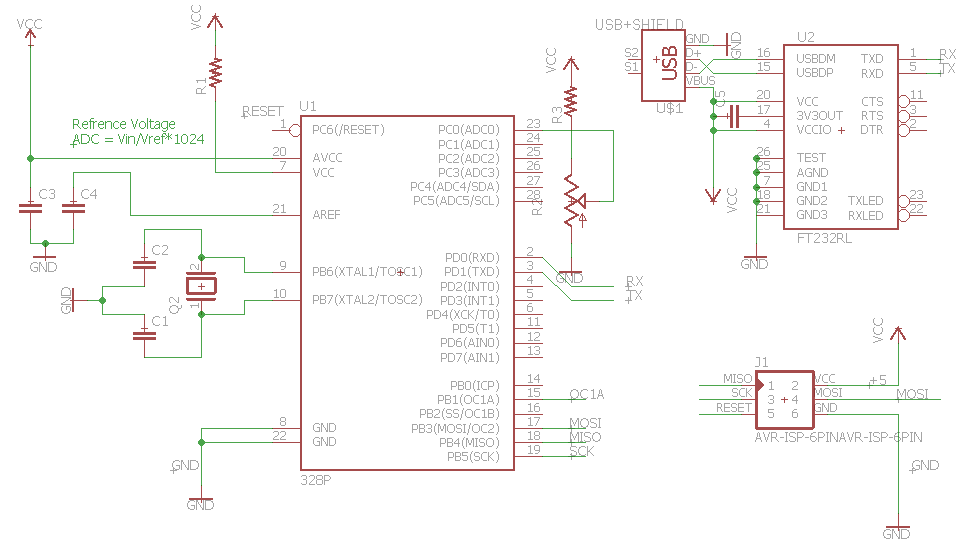 VCC
VCC
R1
RESET
U1
Refrence Voltage
ADC = Vin/Vref*1024
C3
C4
GND
C2
C1
GND
Q2
2
1
GND
GND
1
20
7
21
9
10
8
22
PC6(/RESET)
AVCC
VCC
AREF
PB6(XTAL1/TOSC1)
PB7(XTAL2/TOSC2)
GND
GND
328P
PC0(ADC0) 23
PC1(ADC1) 24
PC2(ADC2) 25
PC3(ADC3) 26
PC4(ADC4/SDA) 27
PC5(ADC5/SCL) 28
PD0(RXD) 2
PD1(TXD) 3
PD2(INT0) 4
PD3(INT1) 5
PD4(XCK/T0) 6
PD5(T1) 11
PD6(AIN0) 12
PD7(AIN1) 13
PB0(ICP) 14
PB1(OC1A) 15 OC1A
PB2(SS/OC1B) 16
PB3(MOSI/OC2) 17 MOSI
PB4(MISO) 18 MISO
PB5(SCK) 19 SCK
VCC
R3
R2
GND
RX
TX
USB+SHIELD
S2
S1
USB
GND
D+
D-
VBUS
U$1
GND
C5
VCC
U2
16 USBDM TXD 1 RX
15 USBDP RXD 5 TX
20 VCC CTS 11
17 3V3OUT RTS 3
4 VCCIO DTR 2
26 TEST
25 AGND
7 GND1
18 GND2 TXLED 23
21 GND3 RXLED 22
FT232RL
GND
VCC
J1
MISO 1 2 VCC +5
SCK 3 4 MOSI MOSI
RESET 5 6 GND
AVR-ISP-6PINAVR-ISP-6PIN
GND
GND